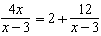 4x/(x−3) = 2 + 12/(x−3)